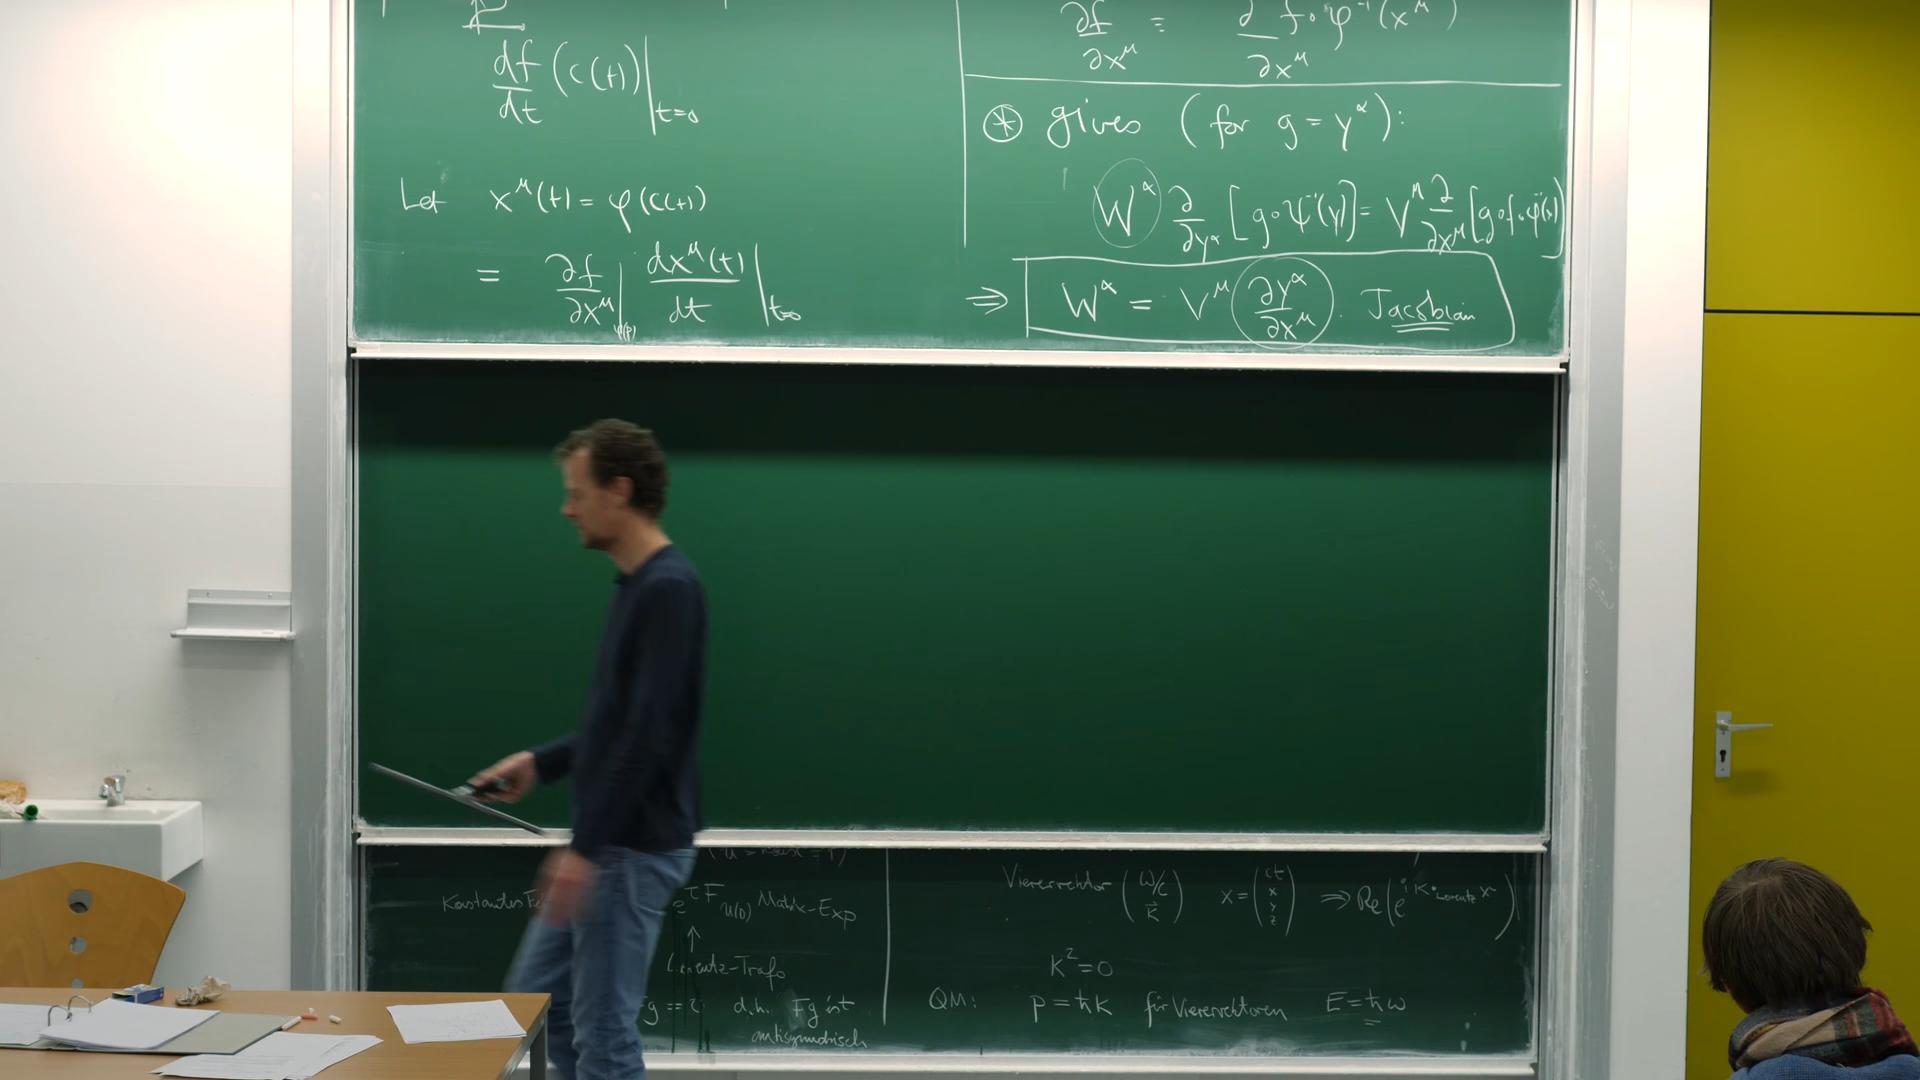 df/dt (c(t))|t=0
Let x^μ(t) = φ(c(t))
= ∂f/∂x^μ|φ(p) dx^μ(t)/dt |t=0
∂f/∂x^μ = ∂/∂x^μ f∘φ^-1(x^μ)
⊛ gives (for g = y^α):
W^α ∂/∂y^α [g∘ψ^-1(y)] = V^μ ∂/∂x^μ [g∘f∘φ^-1(x)]
⇒ W^α = V^μ ∂y^α/∂x^μ . Jacobian
e^τF u(0) Matrix-Exp
↑
Lorentz-Trafo
d.h. Fg ist
antisymmetrisch
Vierervektor (ω/c k⃗) x = (ct x y z) ⇒ Re(e^i K·Lorentz x)
K² = 0
QM: p = ħK für Vierervektoren E = ħω